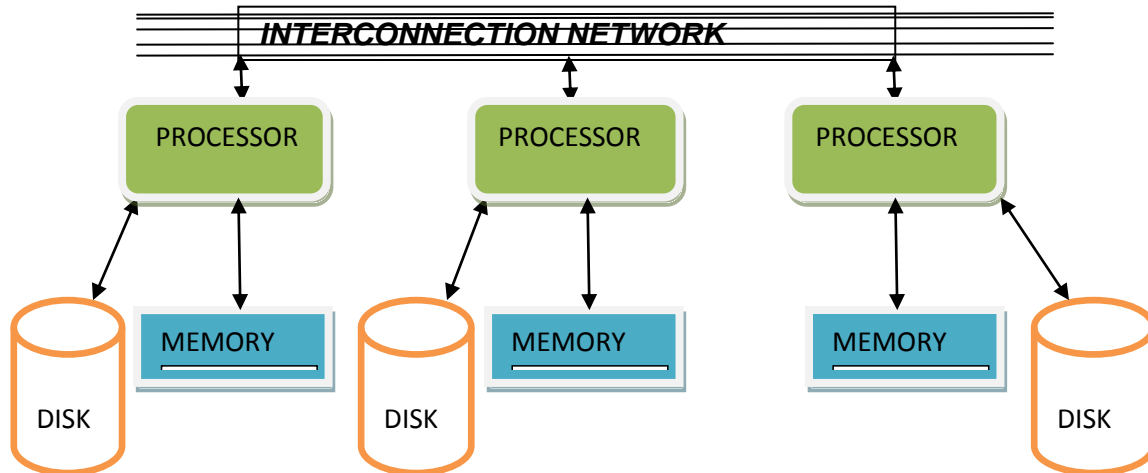 INTERCONNECTION NETWORK
PROCESSOR
PROCESSOR
PROCESSOR
MEMORY
MEMORY
MEMORY
DISK
DISK
DISK